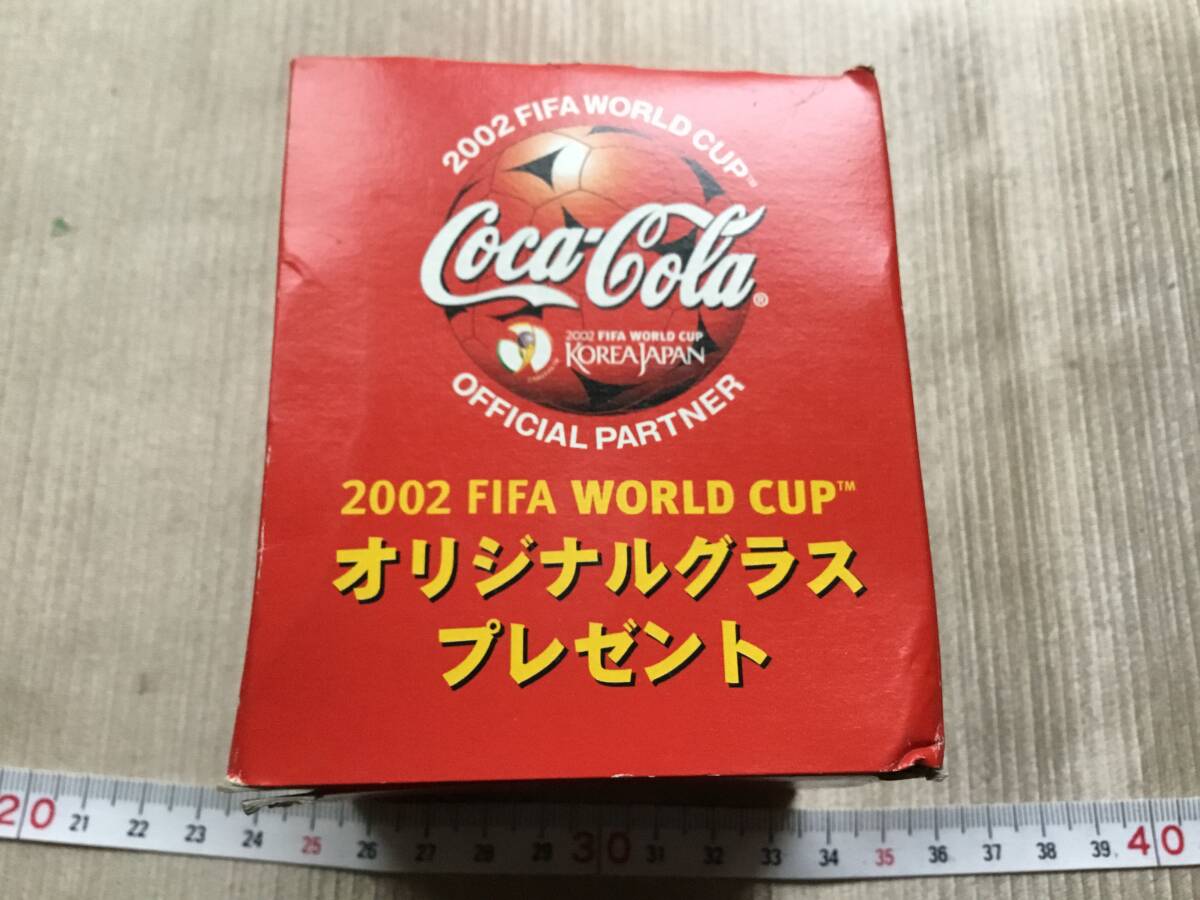 2002 FIFA WORLD CUP™
Coca-Cola®
2002 FIFA WORLD CUP
KOREAJAPAN
OFFICIAL PARTNER
2002 FIFA WORLD CUP™
オリジナルグラス
プレゼント
20 21 22 23 24 25 26 27 28 29 30 31 32 33 34 35 36 37 38 39 40